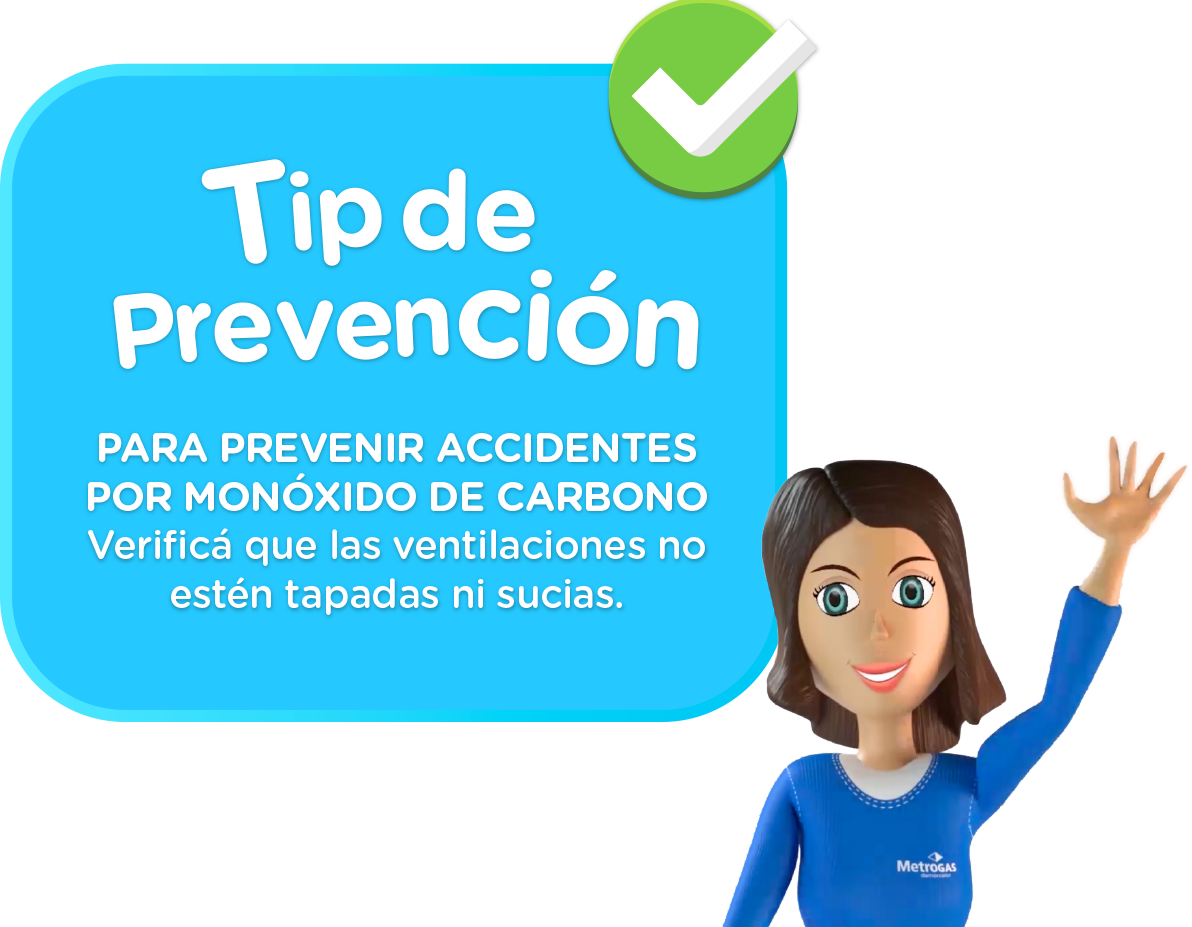 Tip de
Prevención
PARA PREVENIR ACCIDENTES
POR MONÓXIDO DE CARBONO
Verificá que las ventilaciones no
estén tapadas ni sucias.
MetroGAS